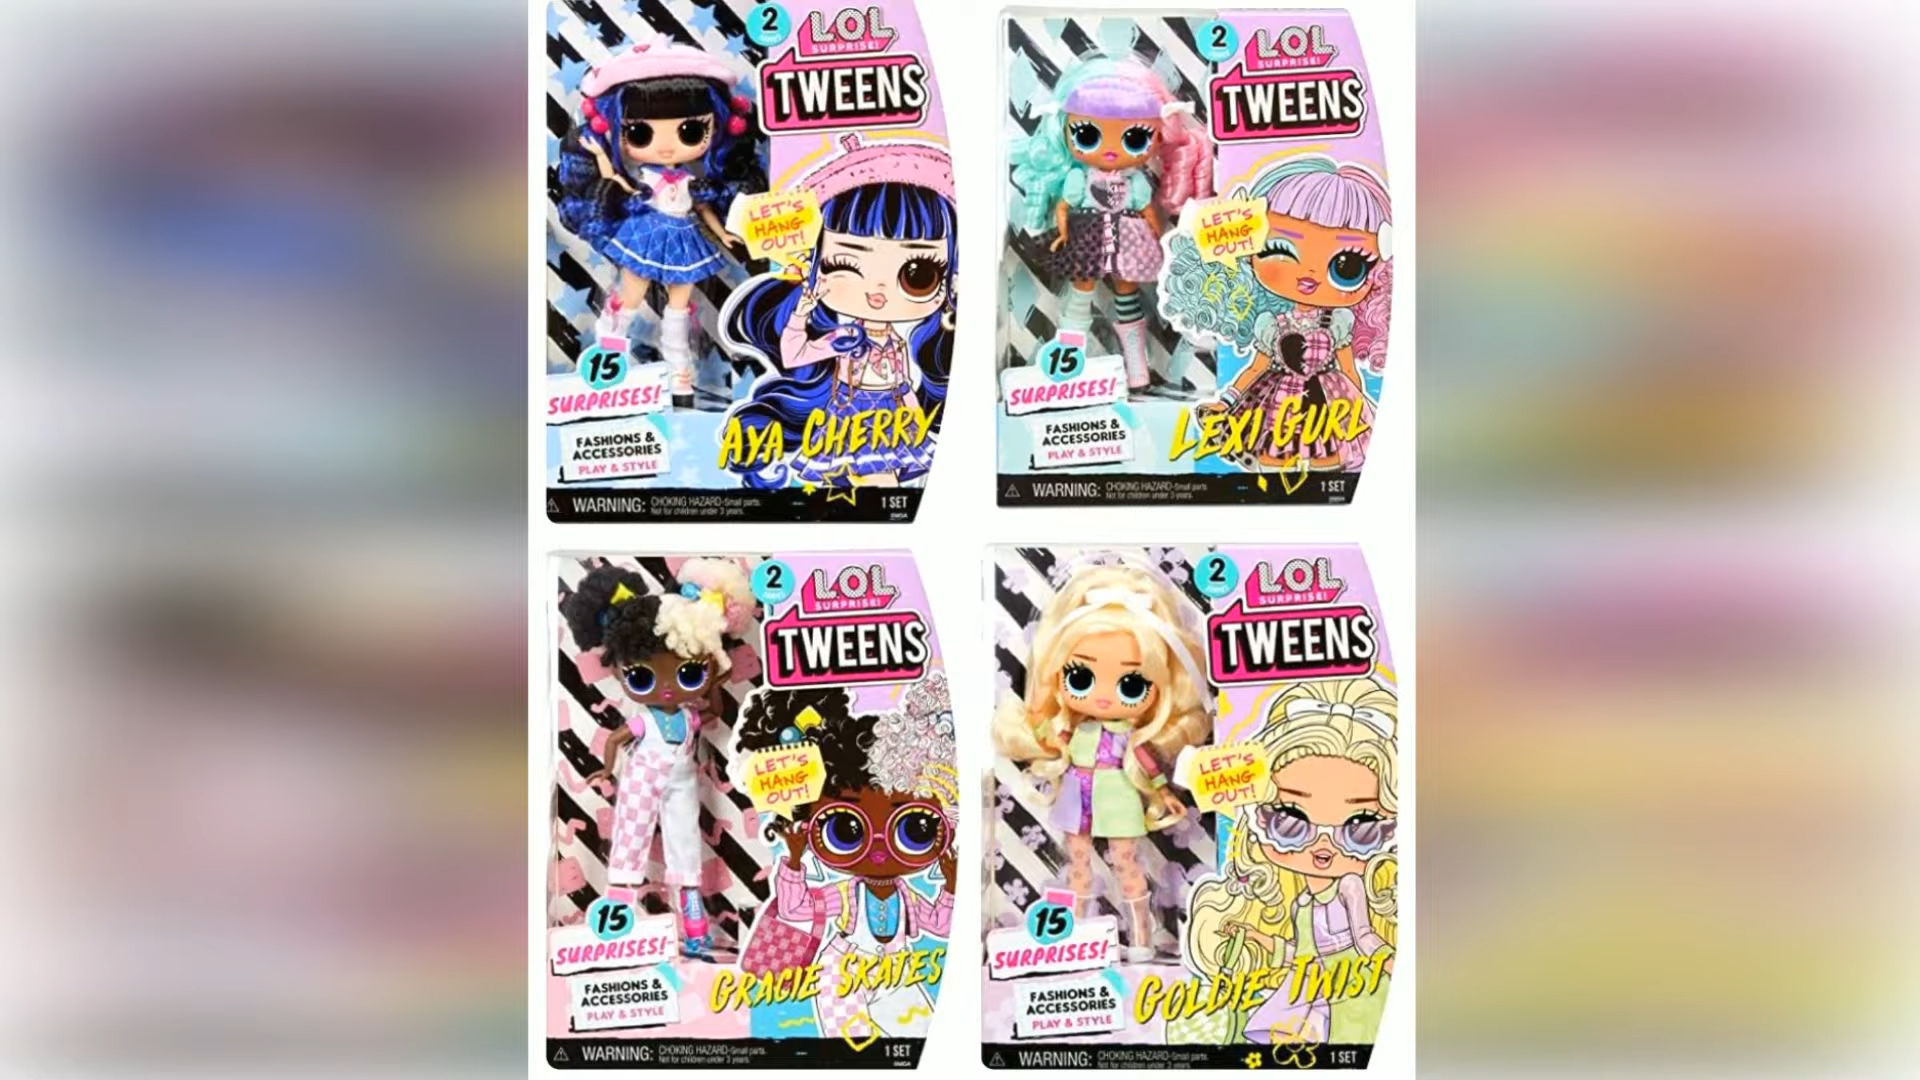 2
L.O.L.
SURPRISE!
TWEENS
LET'S
HANG
OUT!
15
SURPRISES!
FASHIONS &
ACCESSORIES
PLAY & STYLE
AYA CHERRY
WARNING: CHOKING HAZARD-Small parts.
Not for children under 3 years.
1 SET
2
L.O.L.
SURPRISE!
TWEENS
LET'S
HANG
OUT!
15
SURPRISES!
FASHIONS &
ACCESSORIES
PLAY & STYLE
LEXI GURL
WARNING: CHOKING HAZARD-Small parts.
Not for children under 3 years.
1 SET
2
L.O.L.
SURPRISE!
TWEENS
LET'S
HANG
OUT!
15
SURPRISES!
FASHIONS &
ACCESSORIES
PLAY & STYLE
GRACIE SKATES
WARNING: CHOKING HAZARD-Small parts.
Not for children under 3 years.
1 SET
2
L.O.L.
SURPRISE!
TWEENS
LET'S
HANG
OUT!
15
SURPRISES!
FASHIONS &
ACCESSORIES
PLAY & STYLE
GOLDIE TWIST
WARNING: CHOKING HAZARD-Small parts.
Not for children under 3 years.
1 SET